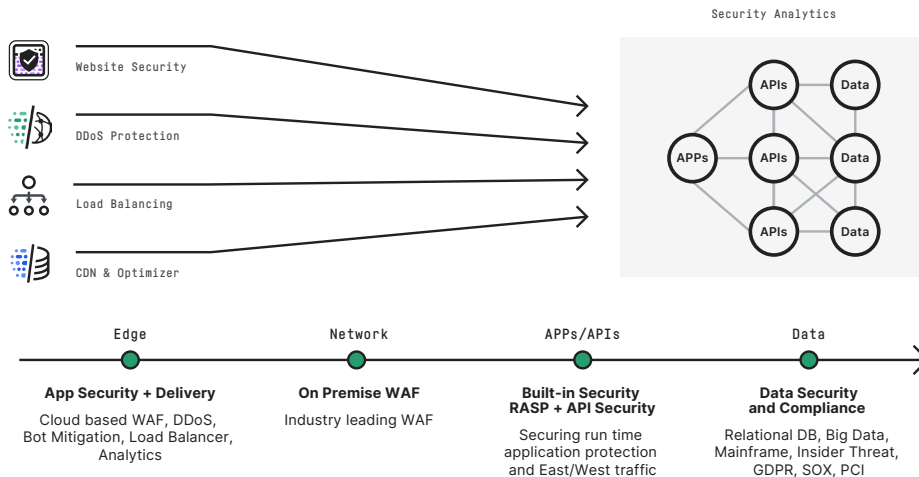 Security Analytics
Website Security
DDoS Protection
Load Balancing
CDN & Optimizer
APIs
Data
APPs
APIs
Data
APIs
Data
Edge
Network
APPs/APIs
Data
App Security + Delivery
Cloud based WAF, DDoS,
Bot Mitigation, Load Balancer,
Analytics
On Premise WAF
Industry leading WAF
Built-in Security
RASP + API Security
Securing run time
application protection
and East/West traffic
Data Security
and Compliance
Relational DB, Big Data,
Mainframe, Insider Threat,
GDPR, SOX, PCI